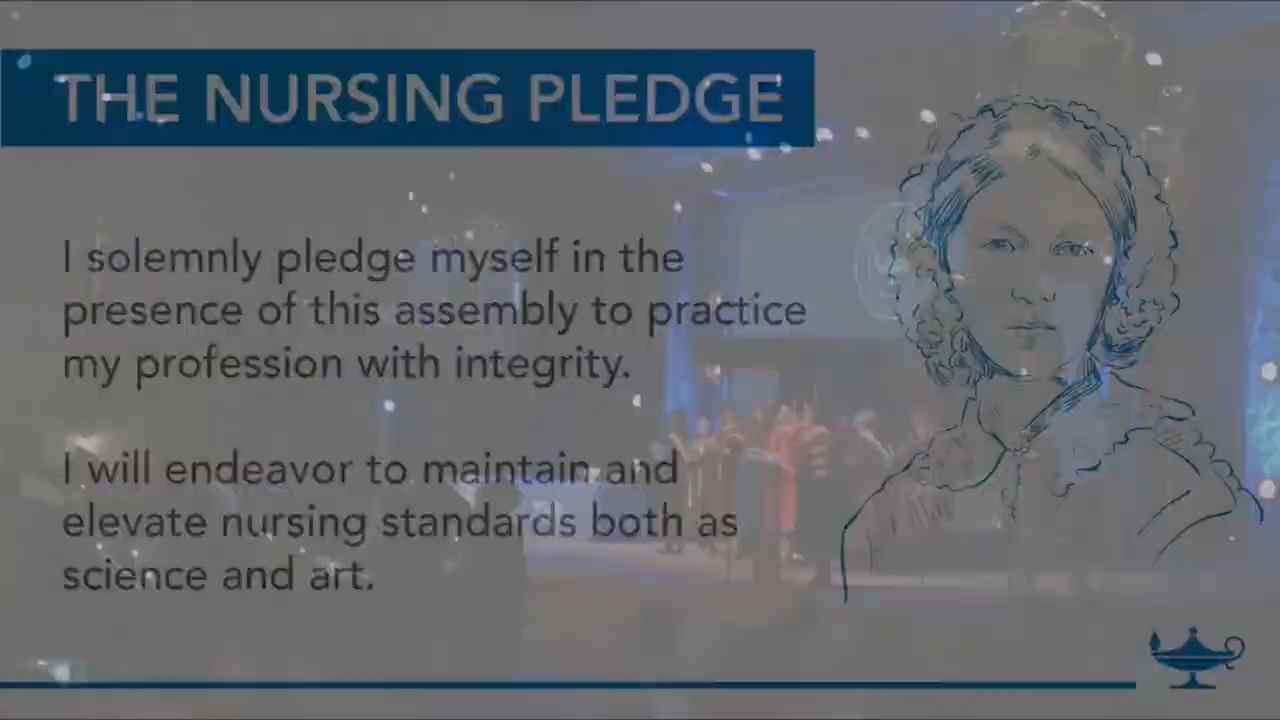 THE NURSING PLEDGE
I solemnly pledge myself in the
presence of this assembly to practice
my profession with integrity.
I will endeavor to maintain and
elevate nursing standards both as
science and art.